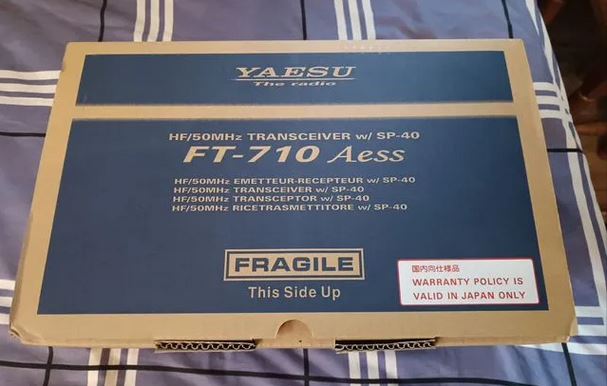 YAESU
The radio
HF/50MHz TRANSCEIVER w/ SP-40
FT-710 Aess
HF/50MHz EMETTEUR-RECEPTEUR w/ SP-40
HF/50MHz TRANSCEIVER w/ SP-40
HF/50MHz TRANSCEPTOR w/ SP-40
HF/50MHz RICETRASMETTITORE w/ SP-40
FRAGILE
This Side Up
国内向仕様品
WARRANTY POLICY IS
VALID IN JAPAN ONLY